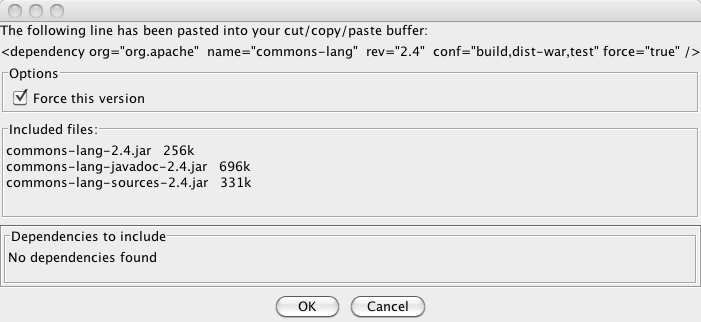 The following line has been pasted into your cut/copy/paste buffer:
<dependency org="org.apache"  name="commons-lang"  rev="2.4"  conf="build,dist-war,test" force="true" />
Options
Force this version
Included files:
commons-lang-2.4.jar   256k
commons-lang-javadoc-2.4.jar   696k
commons-lang-sources-2.4.jar   331k
Dependencies to include
No dependencies found
OK
Cancel